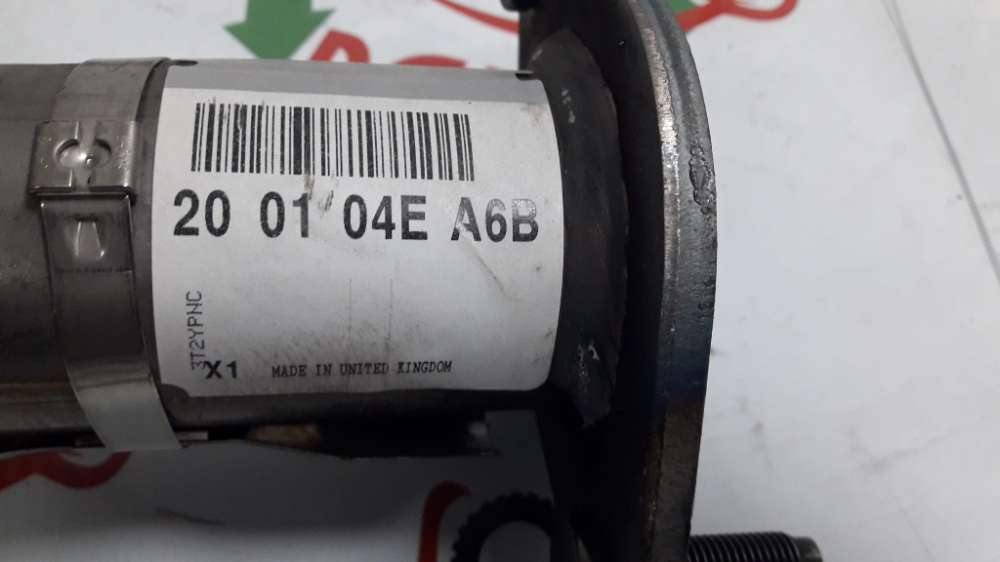 20 01 04E A6B
3T2YPNC
X1 MADE IN UNITED KINGDOM